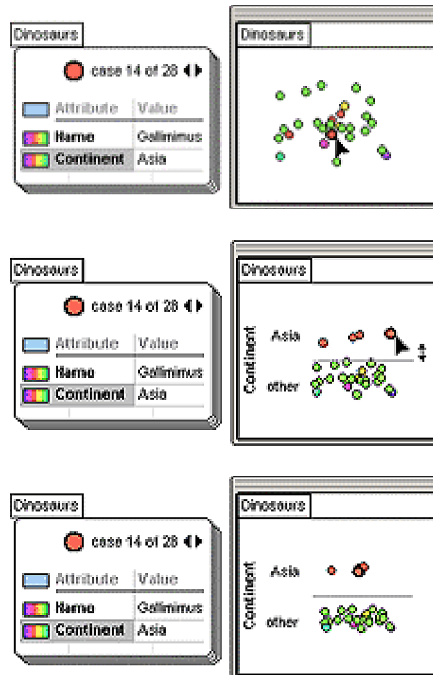 Dinosaurs
case 14 of 28
Attribute Value
Name Gallimimus
Continent Asia
Dinosaurs
Dinosaurs
case 14 of 28
Attribute Value
Name Gallimimus
Continent Asia
Dinosaurs
Continent
Asia
other
Dinosaurs
case 14 of 28
Attribute Value
Name Gallimimus
Continent Asia
Dinosaurs
Continent
Asia
other